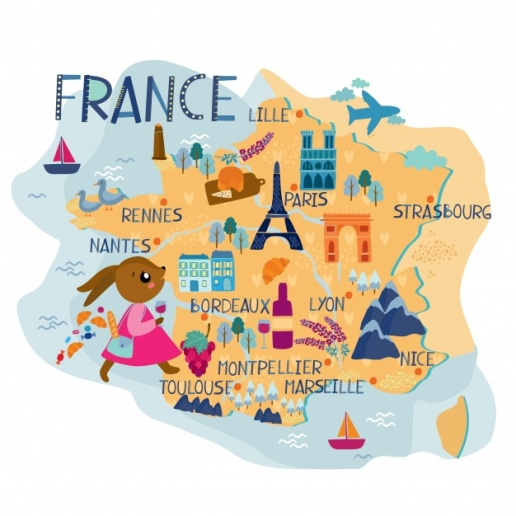 FRANCE
LILLE
PARIS
RENNES
STRASBOURG
NANTES
BORDEAUX
LYON
NICE
MONTPELLIER
TOULOUSE
MARSEILLE